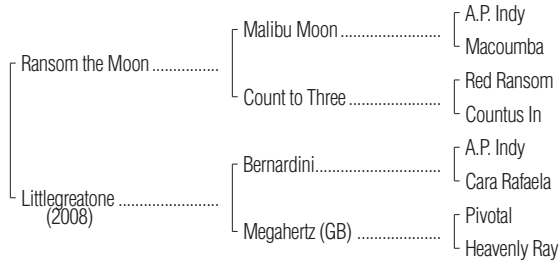 A.P. Indy
Malibu Moon ....................
Macoumba
Ransom the Moon ................
Red Ransom
Count to Three ...................
Countus In
A.P. Indy
Bernardini..........................
Cara Rafaela
Littlegreatone ........................
(2008)
Pivotal
Megahertz (GB) .................
Heavenly Ray